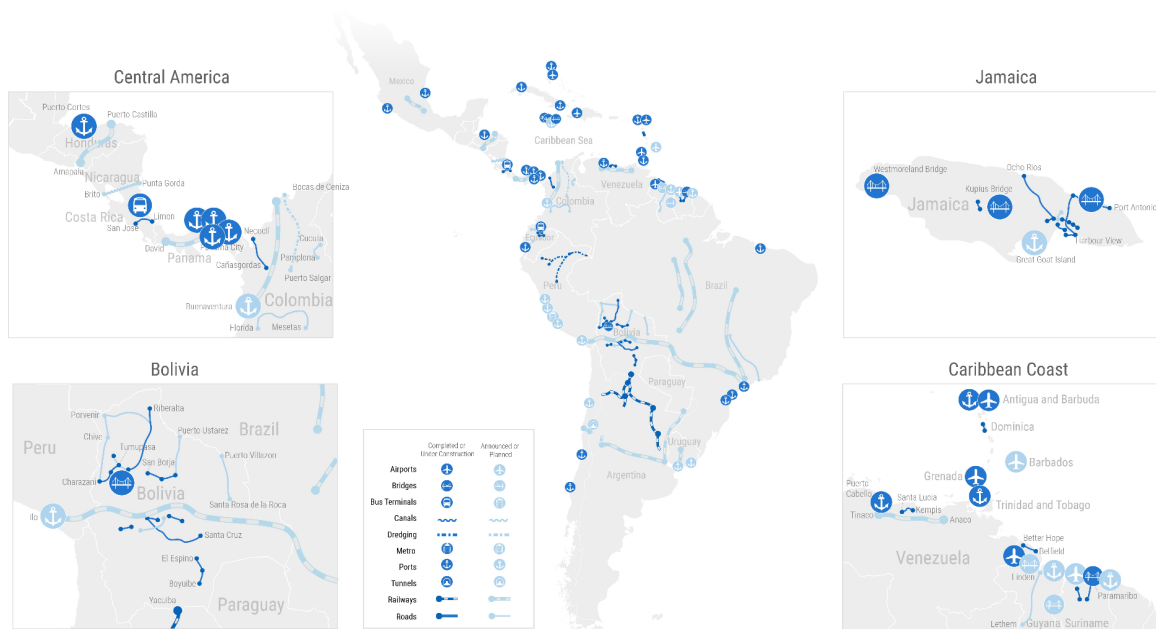 Central America
Puerto Cortes
Puerto Castilla
Honduras
Amapala
Nicaragua
Punta Gorda
Brito
Costa Rica
Limon
San Jose
David
Panama
Panama City
Necocli
Cañasgordas
Bocas de Ceniza
Cucuta
Pamplona
Puerto Salgar
Buenaventura
Colombia
Florida
Mesetas
Mexico
Caribbean Sea
Venezuela
Colombia
Ecuador
Peru
Brazil
Bolivia
Paraguay
Uruguay
Argentina
Jamaica
Westmoreland Bridge
Ocho Rios
Kupius Bridge
Jamaica
Port Antonio
Harbour View
Great Goat Island
Bolivia
Riberalta
Porvenir
Peru
Chive
Tumupasa
Puerto Ustarez
Brazil
San Borja
Puerto Villazon
Charazani
Bolivia
Santa Rosa de la Roca
Ilo
Santa Cruz
El Espino
Boyuibe
Yacuiba
Paraguay
Completed or
Under Construction
Announced or
Planned
Airports
Bridges
Bus Terminals
Canals
Dredging
Metro
Ports
Tunnels
Railways
Roads
Caribbean Coast
Antigua and Barbuda
Dominica
Barbados
Grenada
Puerto
Cabello
Santa Lucia
Kempis
Trinidad and Tobago
Tinaco
Anaco
Better Hope
Belfield
Venezuela
Linden
Paramaribo
Lethem
Guyana
Suriname